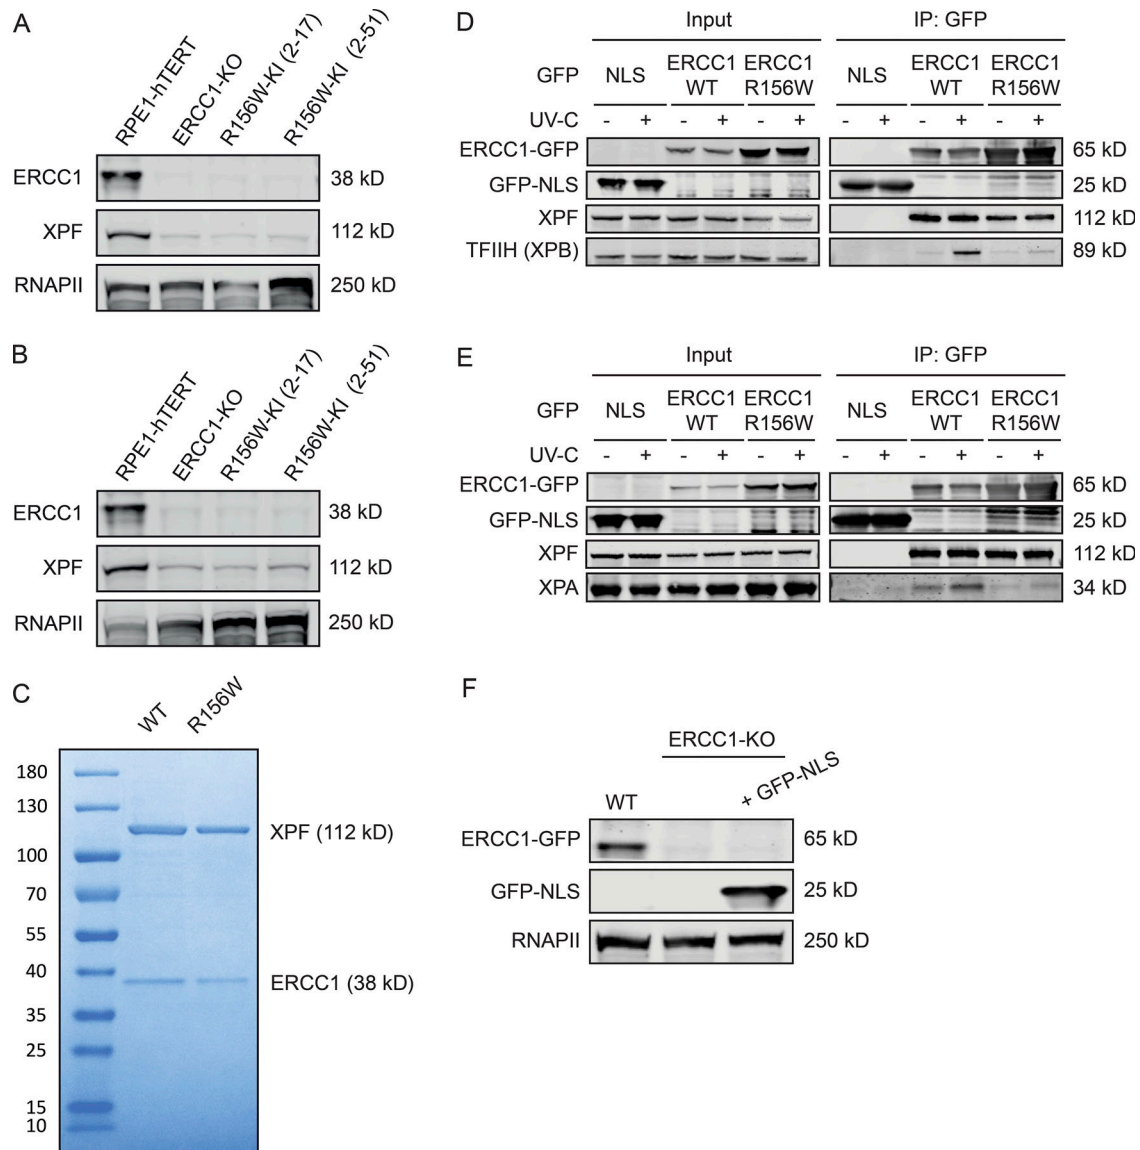 A
RPE1-hTERT
ERCC1-KO
R156W-KI (2-17)
R156W-KI (2-51)
ERCC1
38 kD
XPF
112 kD
RNAPII
250 kD
B
RPE1-hTERT
ERCC1-KO
R156W-KI (2-17)
R156W-KI (2-51)
ERCC1
38 kD
XPF
112 kD
RNAPII
250 kD
C
WT
R156W
180
130
100
70
55
40
35
25
15
10
XPF (112 kD)
ERCC1 (38 kD)
D
Input IP: GFP
GFP NLS ERCC1 WT ERCC1 R156W NLS ERCC1 WT ERCC1 R156W
UV-C - + - + - + - + - + - +
ERCC1-GFP 65 kD
GFP-NLS 25 kD
XPF 112 kD
TFIIH (XPB) 89 kD
E
Input IP: GFP
GFP NLS ERCC1 WT ERCC1 R156W NLS ERCC1 WT ERCC1 R156W
UV-C - + - + - + - + - + - +
ERCC1-GFP 65 kD
GFP-NLS 25 kD
XPF 112 kD
XPA 34 kD
F
ERCC1-KO
WT
+ GFP-NLS
ERCC1-GFP 65 kD
GFP-NLS 25 kD
RNAPII 250 kD